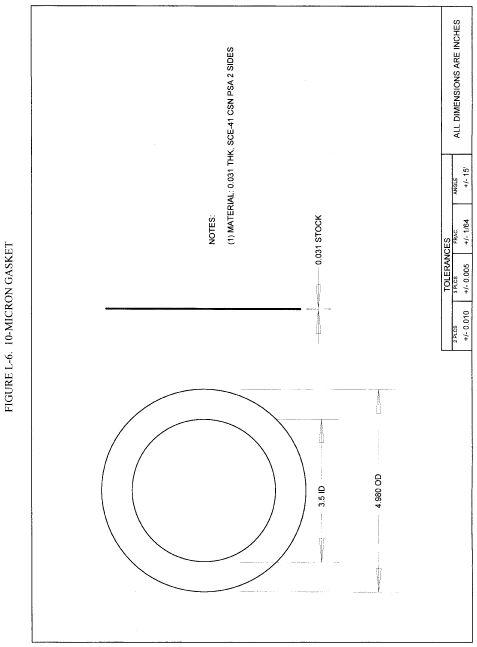 FIGURE L-6. 10-MICRON GASKET
NOTES:
(1) MATERIAL: 0.031 THK. SCE-41 CSN PSA 2 SIDES
0.031 STOCK
3.5 ID
4.980 OD
TOLERANCES
2 PLCS 3 PLCS FRAC. ANGLE
+/- 0.010 +/- 0.005 +/- 1/64 +/- 15'
ALL DIMENSIONS ARE INCHES